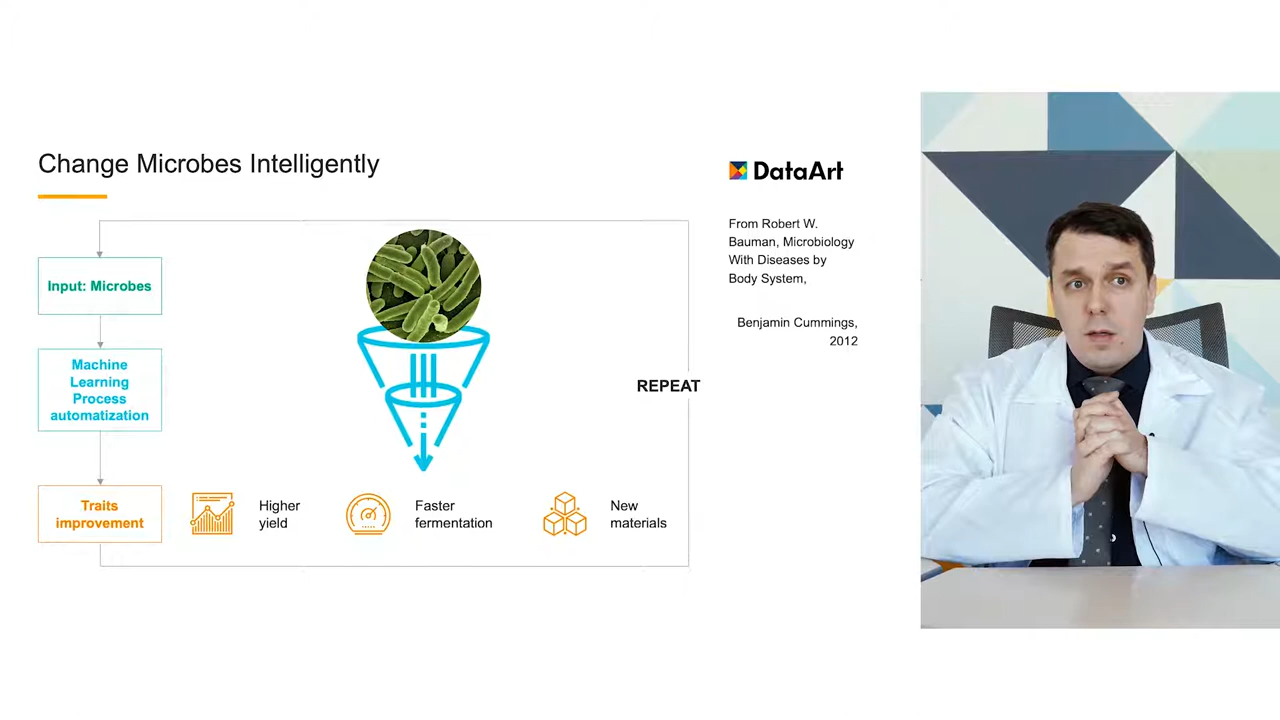 Change Microbes Intelligently
DataArt
From Robert W.
Bauman, Microbiology
With Diseases by
Body System,
Benjamin Cummings,
2012
Input: Microbes
Machine
Learning
Process
automatization
REPEAT
Traits
improvement
Higher
yield
Faster
fermentation
New
materials